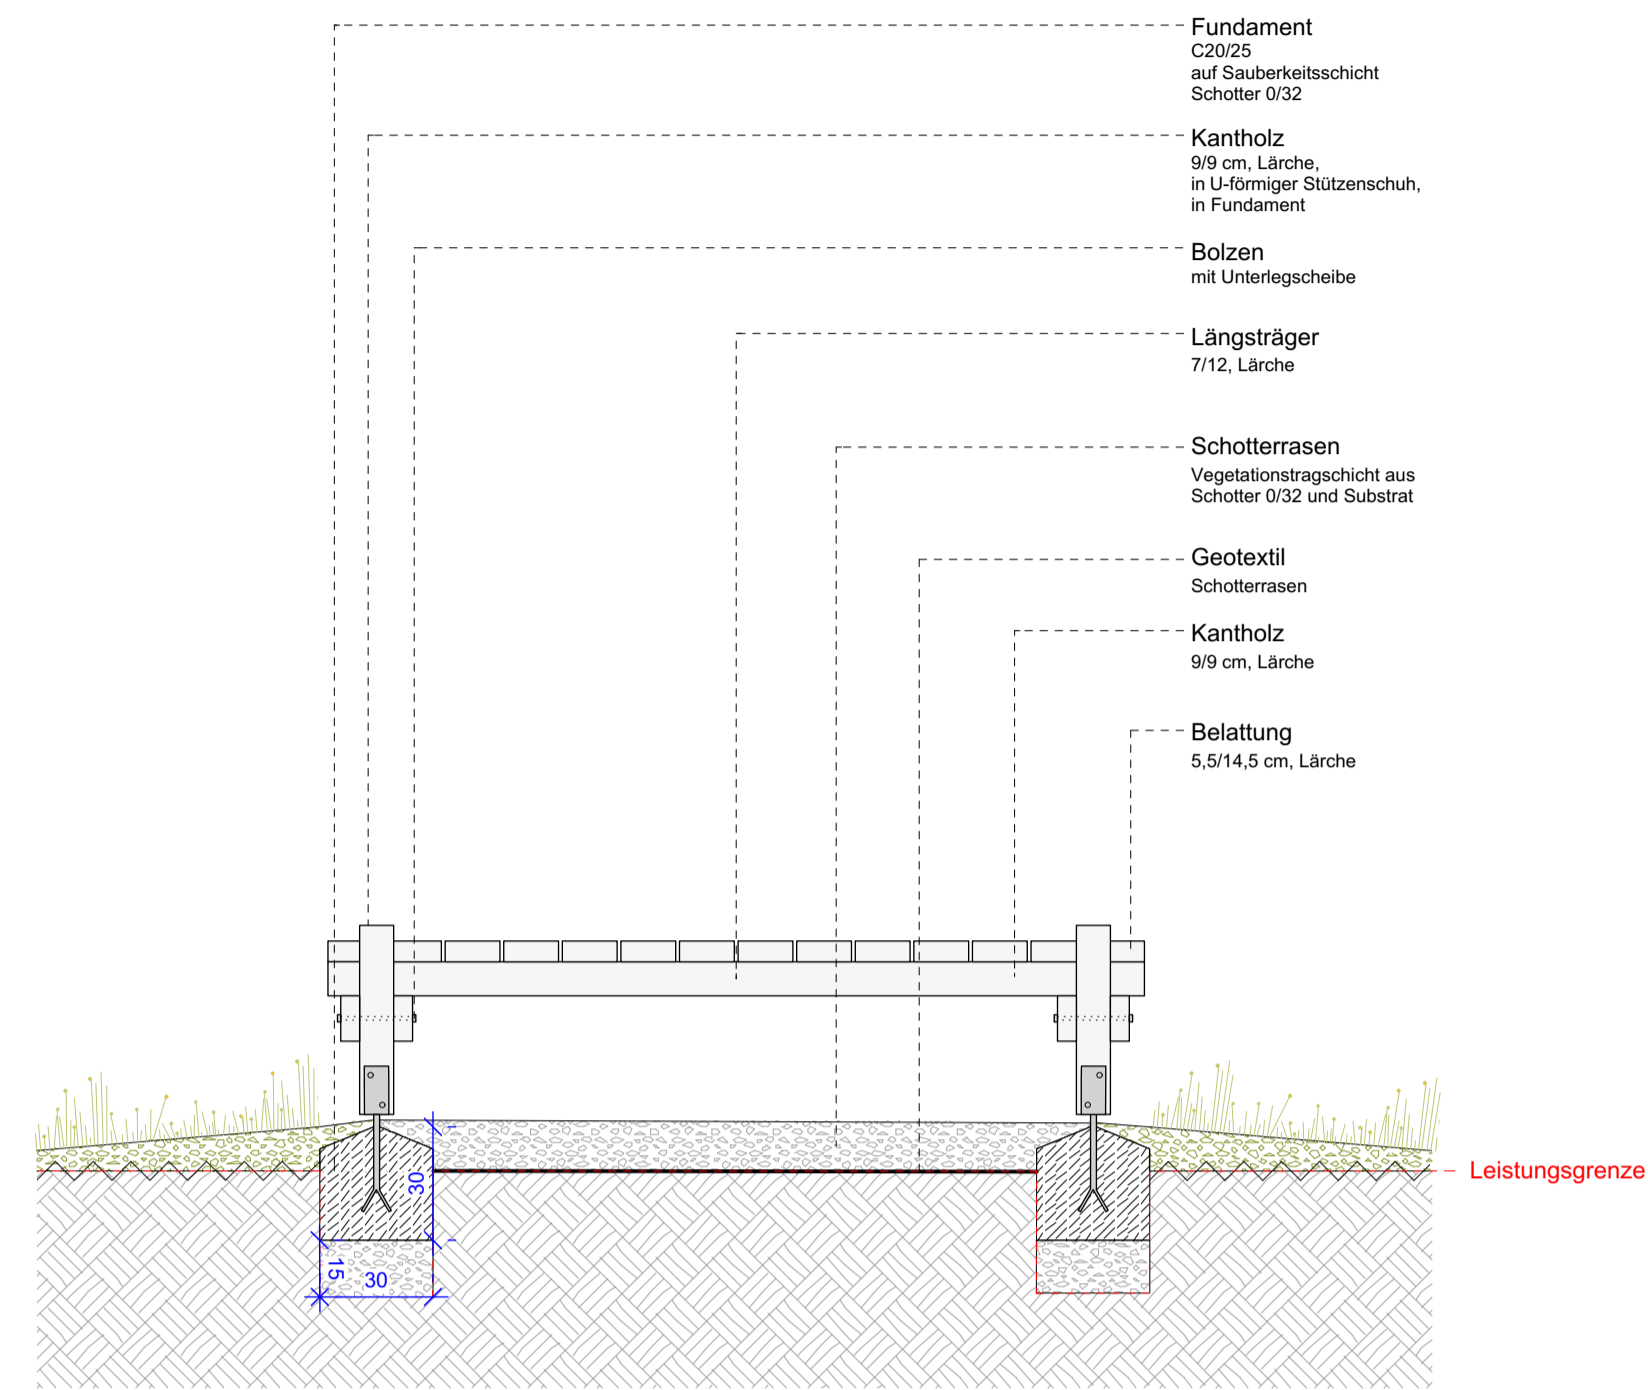 Fundament
C20/25
auf Sauberkeitsschicht
Schotter 0/32
Kantholz
9/9 cm, Lärche,
in U-förmiger Stützenschuh,
in Fundament
Bolzen
mit Unterlegscheibe
Längsträger
7/12, Lärche
Schotterrasen
Vegetationstragschicht aus
Schotter 0/32 und Substrat
Geotextil
Schotterrasen
Kantholz
9/9 cm, Lärche
Belattung
5,5/14,5 cm, Lärche
Leistungsgrenze
30
15
30